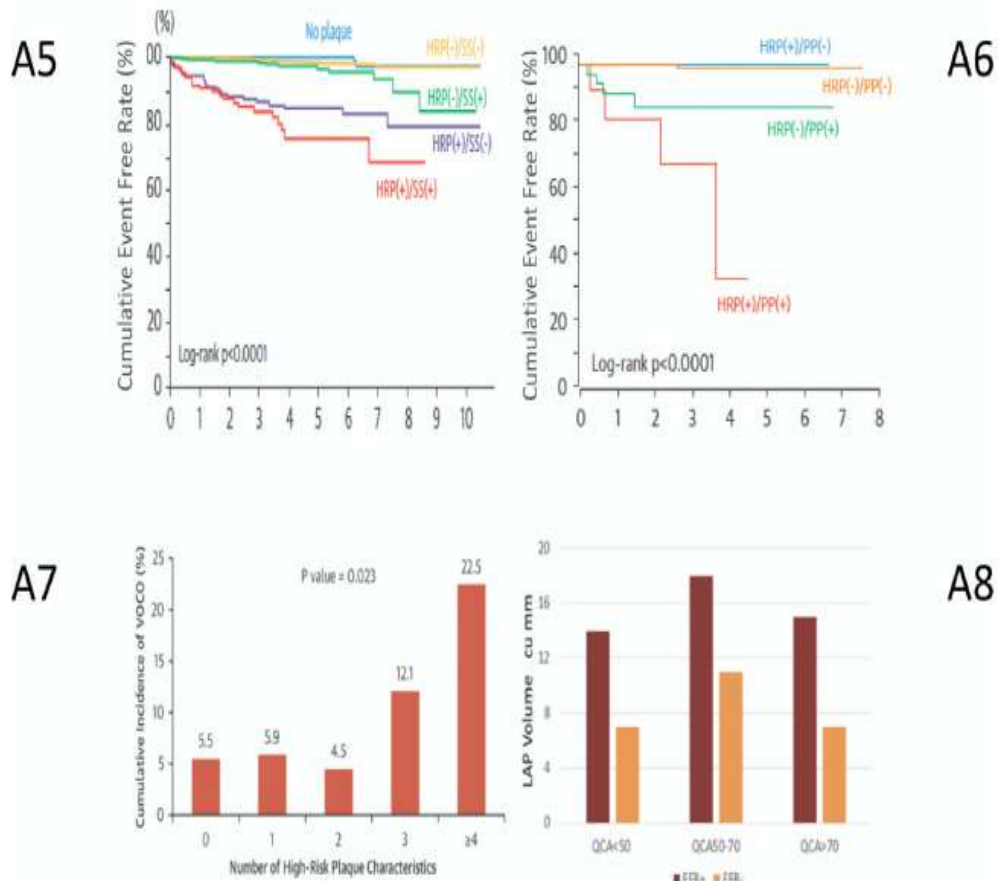 A5
(%)
Cumulative Event Free Rate (%)
00
80
60
40
20
0
No plaque
HRP(-)/SS(-)
HRP(-)/SS(+)
HRP(+)/SS(-)
HRP(+)/SS(+)
Log-rank p<0.0001
0 1 2 3 4 5 6 7 8 9 10
A6
Cumulative Event Free Rate (%)
100
80
60
40
20
0
HRP(+)/PP(-)
HRP(-)/PP(-)
HRP(-)/PP(+)
HRP(+)/PP(+)
Log-rank p<0.0001
0 1 2 3 4 5 6 7 8
A7
Cumulative Incidence of VOCO (%)
25
20
15
10
5
0
P value = 0.023
5.5
5.9
4.5
12.1
22.5
0 1 2 3 ≥4
Number of High-Risk Plaque Characteristics
A8
LAP Volume cu mm
20
16
12
8
4
0
QCA<50 QCA50-70 QCA>70